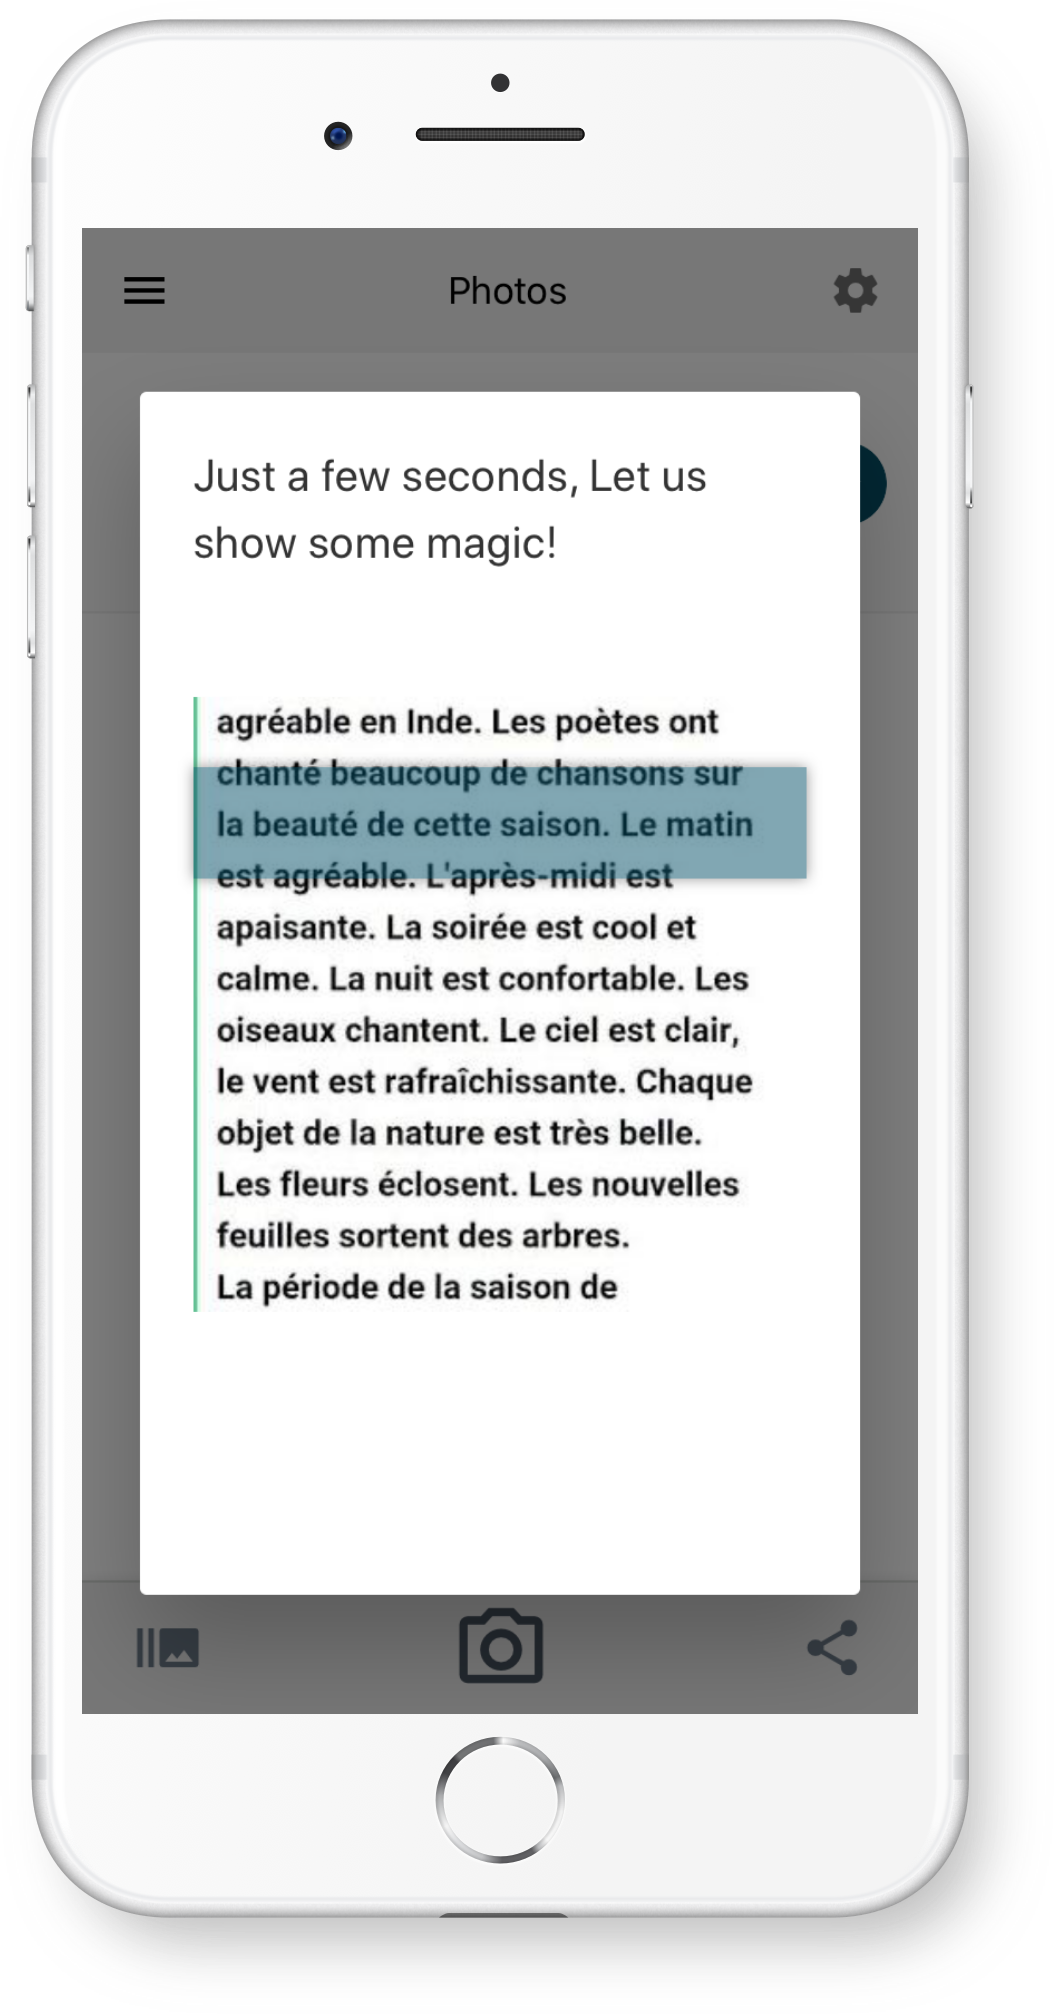 Photos
Just a few seconds, Let us
show some magic!
agréable en Inde. Les poètes ont
chanté beaucoup de chansons sur
la beauté de cette saison. Le matin
est agréable. L'après-midi est
apaisante. La soirée est cool et
calme. La nuit est confortable. Les
oiseaux chantent. Le ciel est clair,
le vent est rafraîchissante. Chaque
objet de la nature est très belle.
Les fleurs éclosent. Les nouvelles
feuilles sortent des arbres.
La période de la saison de